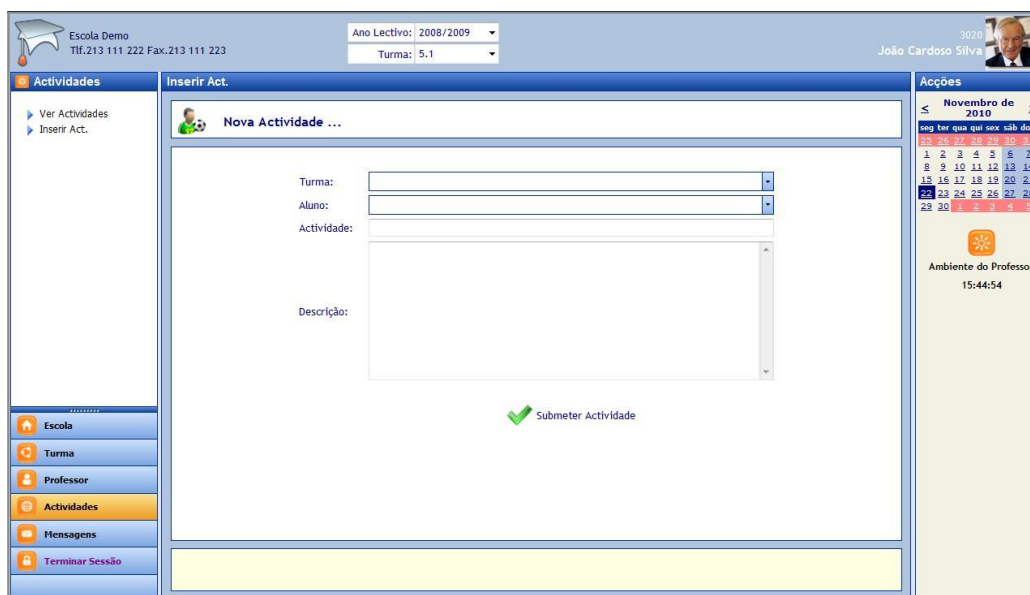 Escola Demo
Tlf.213 111 222 Fax.213 111 223
Ano Lectivo: 2008/2009
Turma: 5.1
3020
João Cardoso Silva
Actividades
Ver Actividades
Inserir Act.
Escola
Turma
Professor
Actividades
Mensagens
Terminar Sessão
Inserir Act.
Nova Actividade ...
Turma:
Aluno:
Actividade:
Descrição:
Submeter Actividade
Acções
< Novembro de
2010
seg ter qua qui sex sáb do
25 26 27 28 29 30 3
1 2 3 4 5 6 7
8 9 10 11 12 13 14
15 16 17 18 19 20 2
22 23 24 25 26 27 28
29 30 1 2 3 4 5
Ambiente do Professo
15:44:54